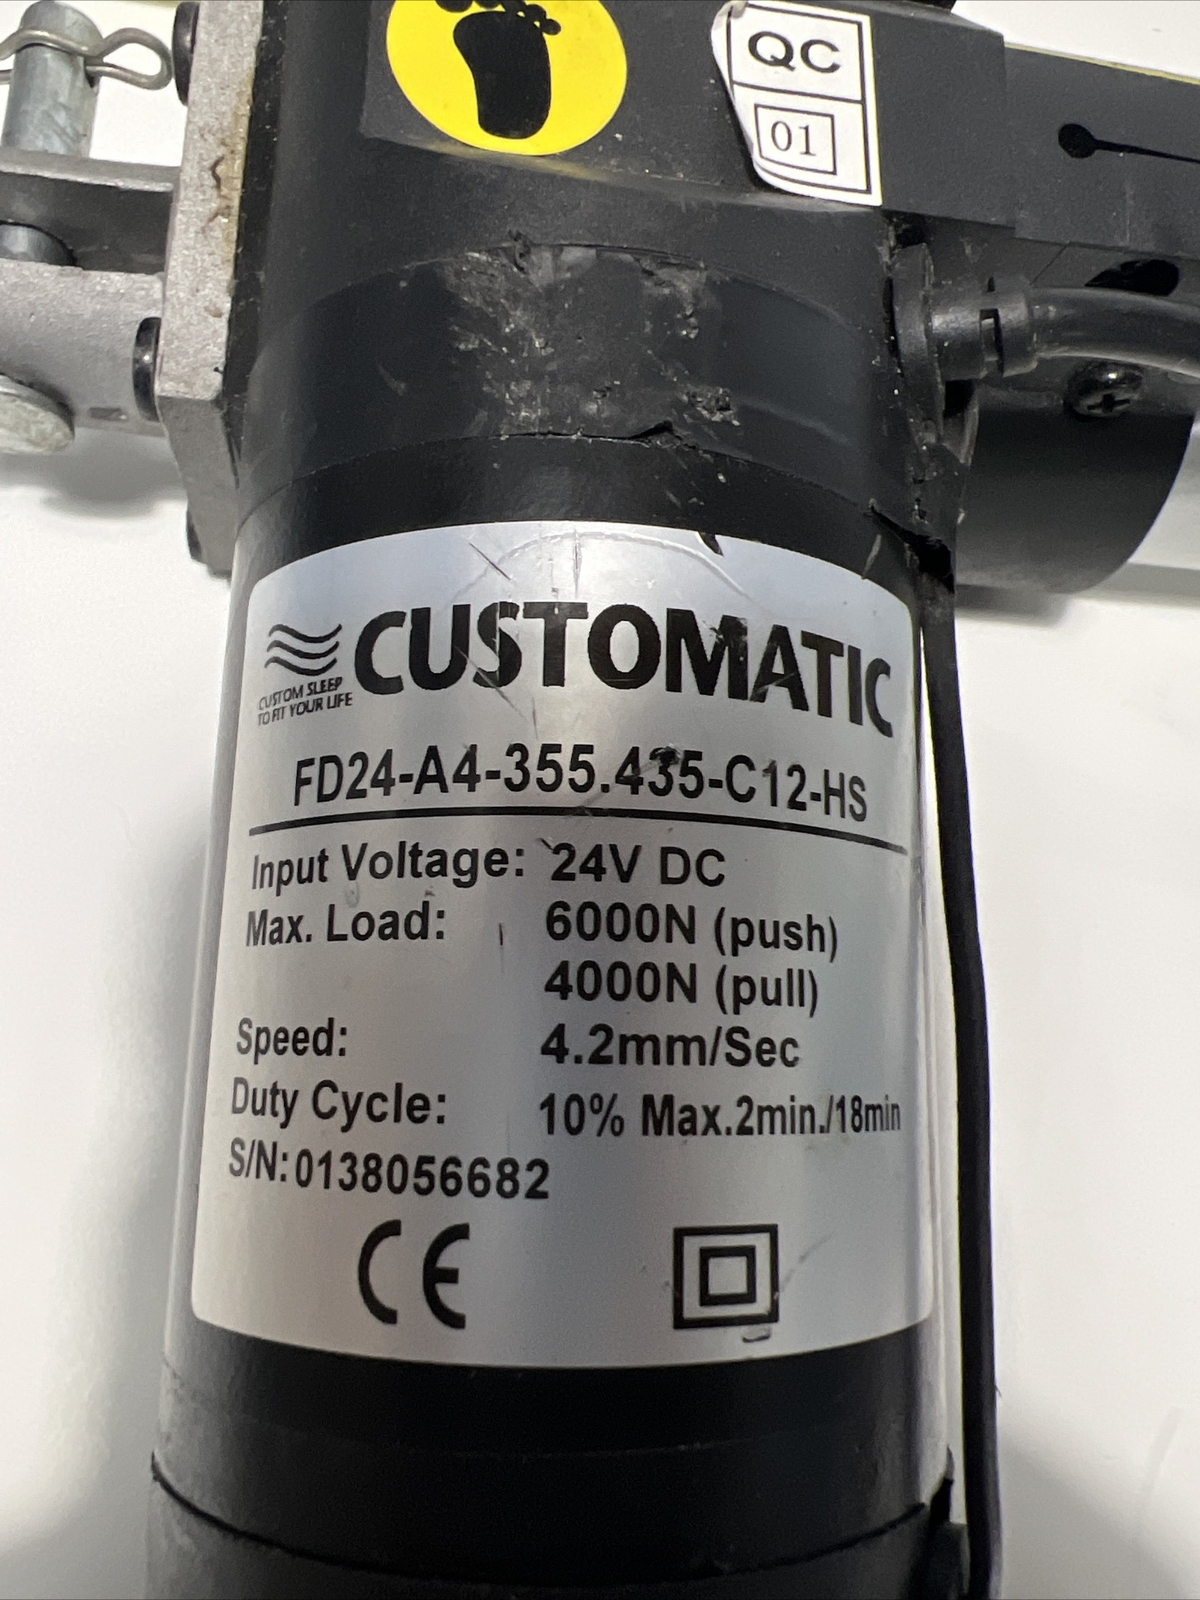 QC
01
CUSTOMATIC
CUSTOM SLEEP
TO FIT YOUR LIFE
FD24-A4-355.435-C12-HS
Input Voltage: 24V DC
Max. Load: 6000N (push)
4000N (pull)
Speed: 4.2mm/Sec
Duty Cycle: 10% Max.2min./18min
S/N:0138056682
CE